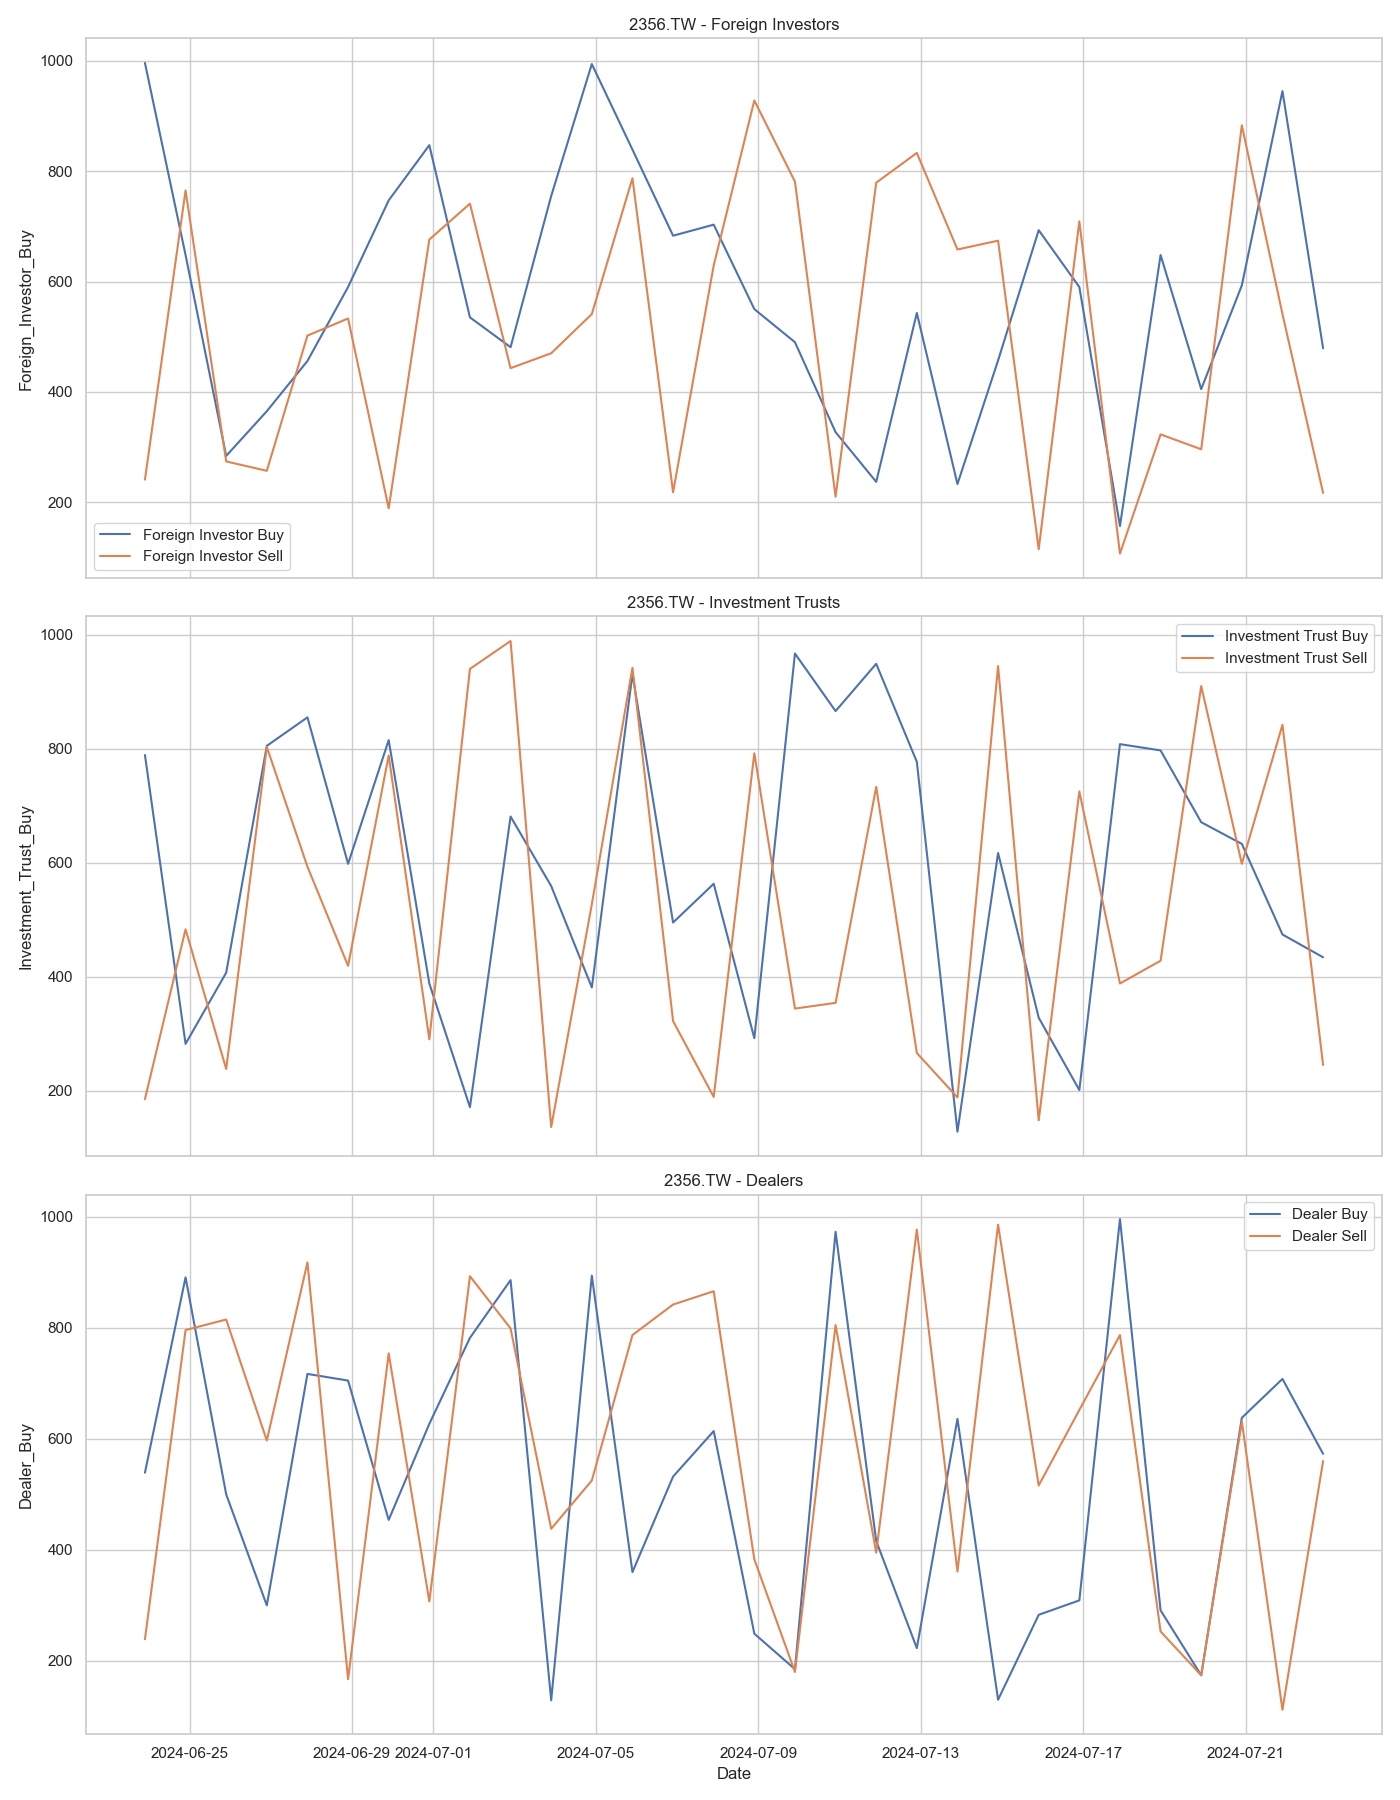 2356.TW - Foreign Investors
Foreign_Investor_Buy
1000
800
600
400
200
Foreign Investor Buy
Foreign Investor Sell
2356.TW - Investment Trusts
Investment_Trust_Buy
1000
800
600
400
200
Investment Trust Buy
Investment Trust Sell
2356.TW - Dealers
Dealer_Buy
1000
800
600
400
200
Dealer Buy
Dealer Sell
2024-06-25 2024-06-29 2024-07-01 2024-07-05 2024-07-09 2024-07-13 2024-07-17 2024-07-21
Date